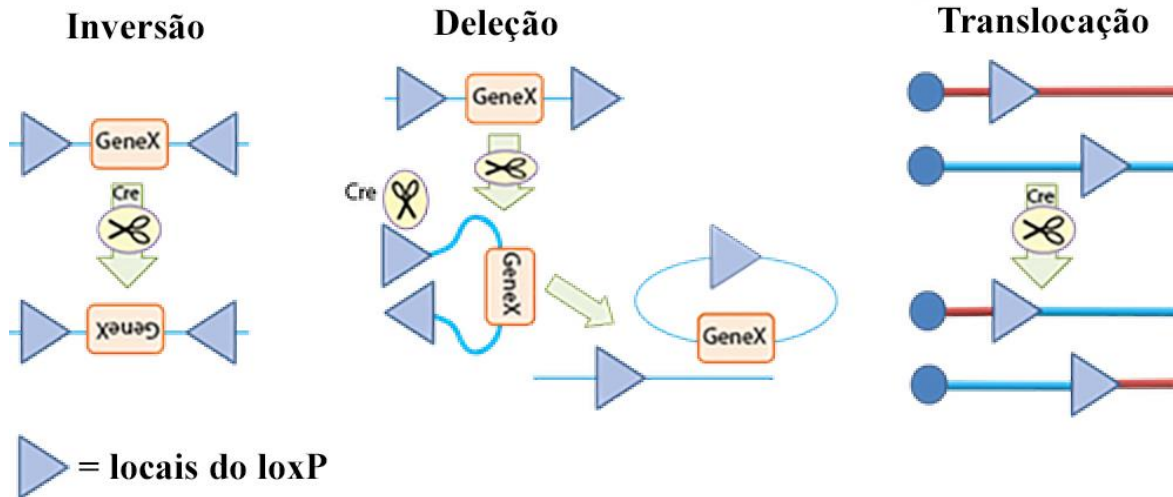 Inversão
GeneX
Cre
GeneX
Deleção
GeneX
Cre
GeneX
GeneX
Translocação
Cre
= locais do loxP